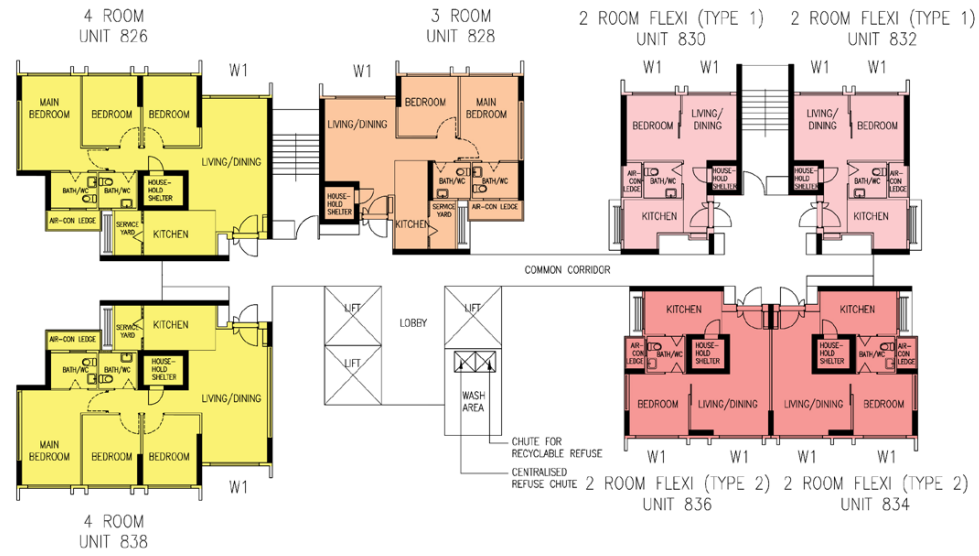 4 ROOM
UNIT 826
3 ROOM
UNIT 828
2 ROOM FLEXI (TYPE 1)
UNIT 830
2 ROOM FLEXI (TYPE 1)
UNIT 832
W1
W1
W1
W1
W1
W1
MAIN
BEDROOM
BEDROOM
BEDROOM
LIVING/DINING
BATH/WC
BATH/WC
HOUSE-
HOLD
SHELTER
AIR-CON LEDGE
SERVICE
YARD
KITCHEN
LIVING/DINING
BEDROOM
MAIN
BEDROOM
HOUSE-
HOLD
SHELTER
BATH/WC
BATH/WC
KITCHEN
SERVICE
YARD
AIR-CON LEDGE
BEDROOM
LIVING/
DINING
AIR-
CON
LEDGE
BATH/WC
HOUSE-
HOLD
SHELTER
KITCHEN
LIVING/
DINING
BEDROOM
HOUSE-
HOLD
SHELTER
BATH/WC
AIR-
CON
LEDGE
KITCHEN
COMMON CORRIDOR
AIR-CON LEDGE
SERVICE
YARD
KITCHEN
BATH/WC
BATH/WC
HOUSE-
HOLD
SHELTER
LIVING/DINING
MAIN
BEDROOM
BEDROOM
BEDROOM
W1
LIFT
LOBBY
LIFT
LIFT
WASH
AREA
CHUTE FOR
RECYCLABLE REFUSE
CENTRALISED
REFUSE CHUTE
KITCHEN
AIR-
CON
LEDGE
BATH/WC
HOUSE-
HOLD
SHELTER
BEDROOM
LIVING/DINING
KITCHEN
HOUSE-
HOLD
SHELTER
BATH/WC
AIR-
CON
LEDGE
LIVING/DINING
BEDROOM
W1
W1
W1
W1
2 ROOM FLEXI (TYPE 2)
UNIT 836
2 ROOM FLEXI (TYPE 2)
UNIT 834
4 ROOM
UNIT 838